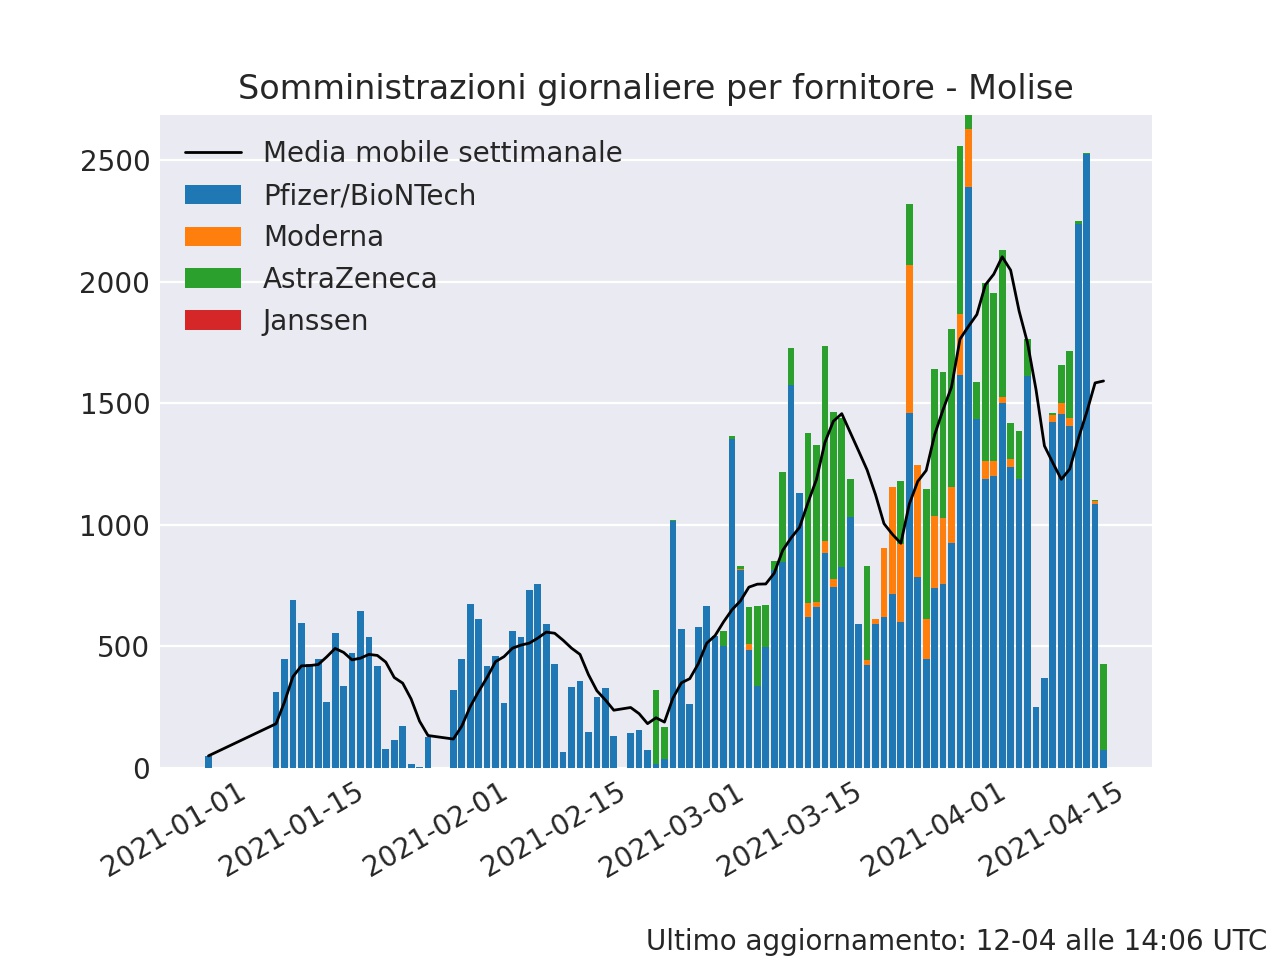 Somministrazioni giornaliere per fornitore - Molise
Media mobile settimanale
Pfizer/BioNTech
Moderna
AstraZeneca
Janssen
2500
2000
1500
1000
500
0
2021-01-01
2021-01-15
2021-02-01
2021-02-15
2021-03-01
2021-03-15
2021-04-01
2021-04-15
Ultimo aggiornamento: 12-04 alle 14:06 UTC